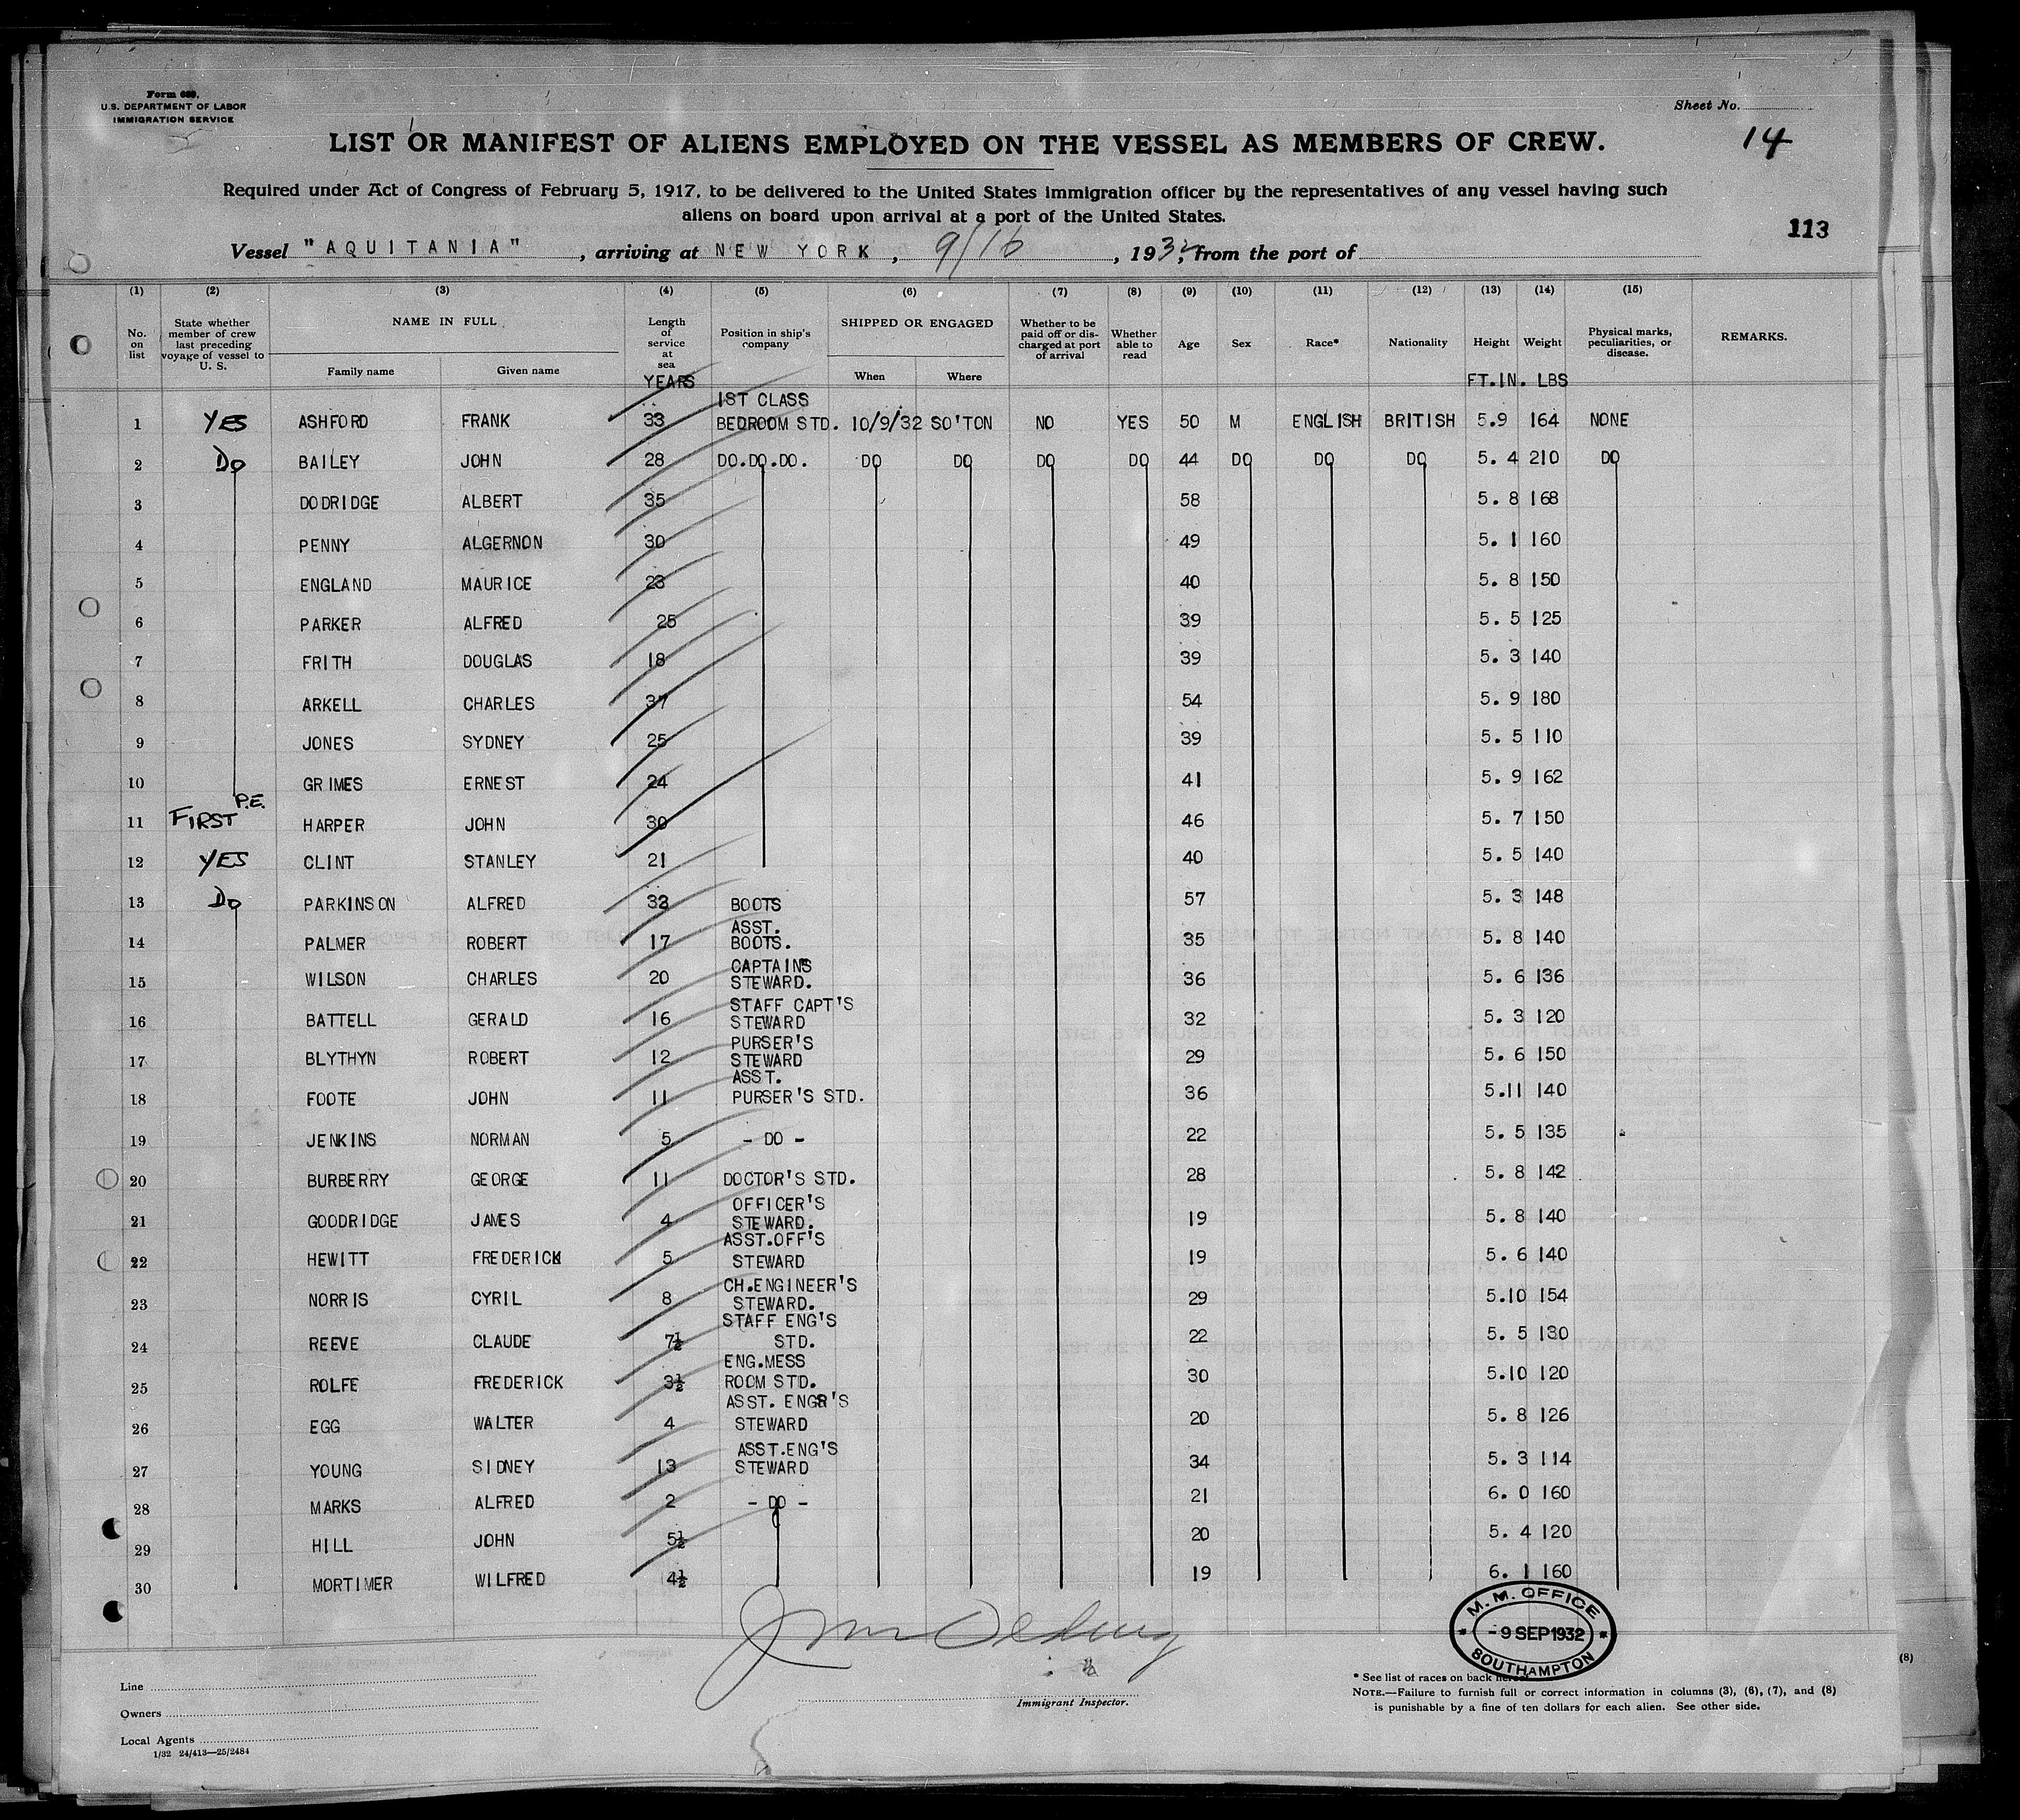 Form 689,
U.S. DEPARTMENT OF LABOR
IMMIGRATION SERVICE
Sheet No.
14
LIST OR MANIFEST OF ALIENS EMPLOYED ON THE VESSEL AS MEMBERS OF CREW.
Required under Act of Congress of February 5, 1917, to be delivered to the United States immigration officer by the representatives of any vessel having such
aliens on board upon arrival at a port of the United States.
113
Vessel "AQUITANIA", arriving at NEW YORK, 9/16, 1932, from the port of
(1) (2) (3) (4) (5) (6) (7) (8) (9) (10) (11) (12) (13) (14) (15)
No. on list State whether member of crew last preceding voyage of vessel to U. S. NAME IN FULL Family name Given name Length of service at sea Position in ship's company SHIPPED OR ENGAGED When Where Whether to be paid off or discharged at port of arrival Whether able to read Age Sex Race* Nationality Height Weight Physical marks, peculiarities, or disease. REMARKS.
YEARS FT.IN. LBS
1 YES ASHFORD FRANK 33 1ST CLASS BEDROOM STD. 10/9/32 SO'TON NO YES 50 M ENGLISH BRITISH 5.9 164 NONE
2 Do BAILEY JOHN 28 DO.DO.DO. DO DO DO DO 44 DO DO DO 5. 4 210 DO
3 DODRIDGE ALBERT 35 58 5. 8 168
4 PENNY ALGERNON 30 49 5. 1 160
5 ENGLAND MAURICE 23 40 5. 8 150
6 PARKER ALFRED 25 39 5. 5 125
7 FRITH DOUGLAS 18 39 5. 3 140
8 ARKELL CHARLES 37 54 5. 9 180
9 JONES SYDNEY 25 39 5. 5 110
10 GRIMES ERNEST 24 41 5. 9 162
11 FIRST P.E. HARPER JOHN 30 46 5. 7 150
12 YES CLINT STANLEY 21 40 5. 5 140
13 Do PARKINSON ALFRED 32 BOOTS 57 5. 3 148
14 PALMER ROBERT 17 ASST. BOOTS. 35 5. 8 140
15 WILSON CHARLES 20 CAPTAIN'S STEWARD. 36 5. 6 136
16 BATTELL GERALD 16 STAFF CAPT'S STEWARD 32 5. 3 120
17 BLYTHYN ROBERT 12 PURSER'S STEWARD 29 5. 6 150
18 FOOTE JOHN 11 ASST. PURSER'S STD. 36 5.11 140
19 JENKINS NORMAN 5 - DO - 22 5. 5 135
20 BURBERRY GEORGE 11 DOCTOR'S STD. 28 5. 8 142
21 GOODRIDGE JAMES 4 OFFICER'S STEWARD. 19 5. 8 140
22 HEWITT FREDERICK 5 ASST.OFF'S STEWARD 19 5. 6 140
23 NORRIS CYRIL 8 CH.ENGINEER'S STEWARD. 29 5.10 154
24 REEVE CLAUDE 7½ STAFF ENG'S STD. 22 5. 5 130
25 ROLFE FREDERICK 3½ ENG.MESS ROOM STD. 30 5.10 120
26 EGG WALTER 4 ASST. ENGR'S STEWARD 20 5. 8 126
27 YOUNG SIDNEY 13 ASST.ENG'S STEWARD 34 5. 3 114
28 MARKS ALFRED 2 - DO - 21 6. 0 160
29 HILL JOHN 5½ 20 5. 4 120
30 MORTIMER WILFRED 4½ 19 6. 1 160
M. M. OFFICE
- 9 SEP 1932
SOUTHAMPTON
Line
Owners
Local Agents
1/32 24/413—25/2484
Immigrant Inspector.
* See list of races on back
NOTE.—Failure to furnish full or correct information in columns (3), (6), (7), and (8)
is punishable by a fine of ten dollars for each alien. See other side.
(8)